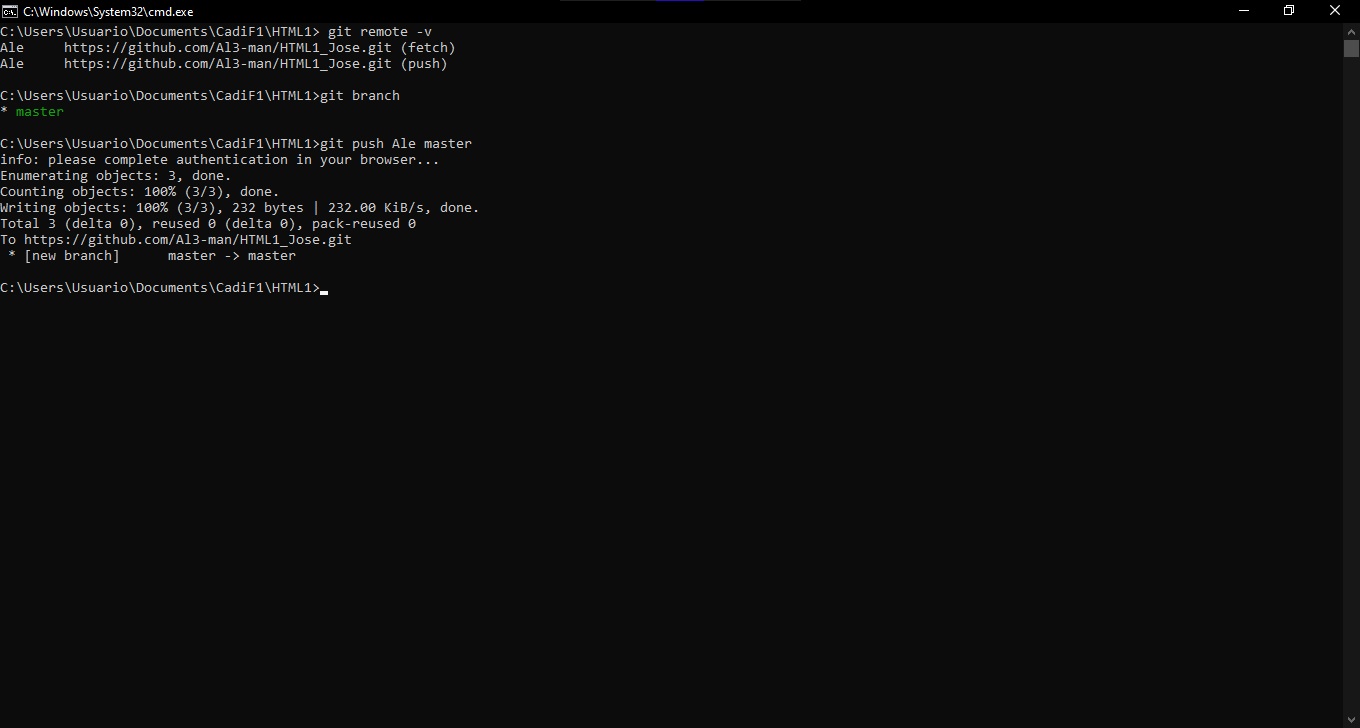 C:\Windows\System32\cmd.exe
C:\Users\Usuario\Documents\CadiF1\HTML1> git remote -v
Ale     https://github.com/Al3-man/HTML1_Jose.git (fetch)
Ale     https://github.com/Al3-man/HTML1_Jose.git (push)
C:\Users\Usuario\Documents\CadiF1\HTML1>git branch
* master
C:\Users\Usuario\Documents\CadiF1\HTML1>git push Ale master
info: please complete authentication in your browser...
Enumerating objects: 3, done.
Counting objects: 100% (3/3), done.
Writing objects: 100% (3/3), 232 bytes | 232.00 KiB/s, done.
Total 3 (delta 0), reused 0 (delta 0), pack-reused 0
To https://github.com/Al3-man/HTML1_Jose.git
 * [new branch]      master -> master
C:\Users\Usuario\Documents\CadiF1\HTML1>